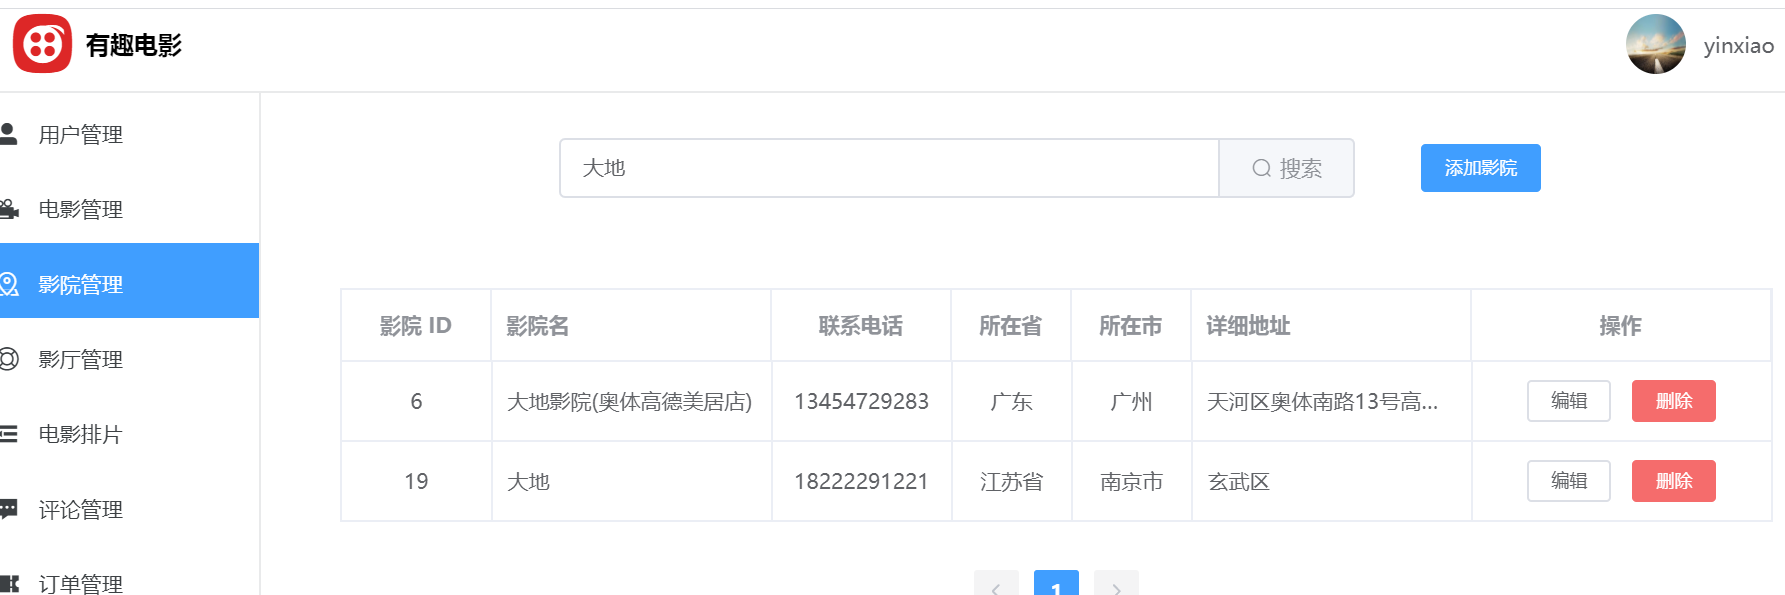 有趣电影
yinxiao
用户管理
电影管理
影院管理
影厅管理
电影排片
评论管理
订单管理
大地
搜索
添加影院
影院 ID 影院名 联系电话 所在省 所在市 详细地址 操作
6 大地影院(奥体高德美居店) 13454729283 广东 广州 天河区奥体南路13号高... 编辑 删除
19 大地 18222291221 江苏省 南京市 玄武区 编辑 删除
1